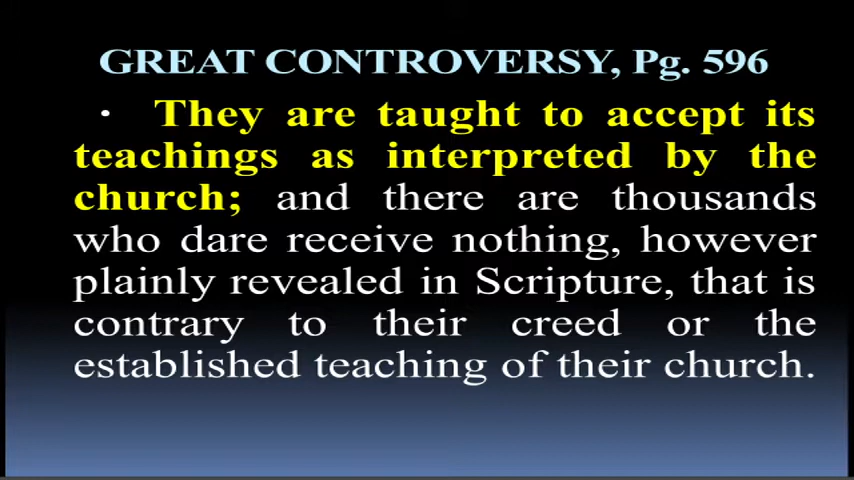 GREAT CONTROVERSY, Pg. 596
• They are taught to accept its
teachings as interpreted by the
church; and there are thousands
who dare receive nothing, however
plainly revealed in Scripture, that is
contrary to their creed or the
established teaching of their church.